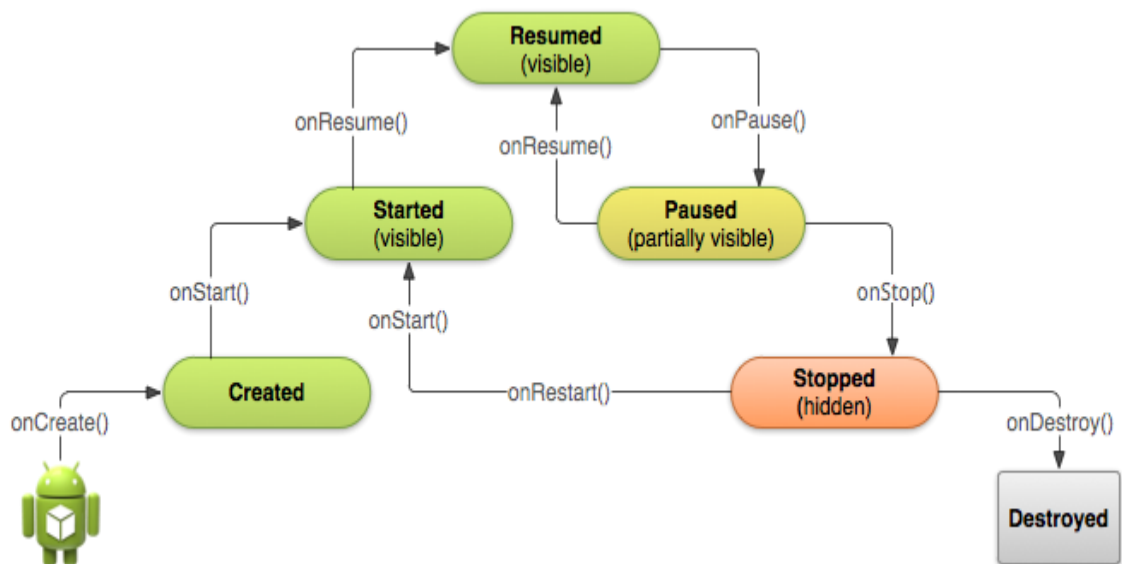 Resumed
(visible)
onResume()
onPause()
onResume()
Started
(visible)
Paused
(partially visible)
onStart()
onStart()
onStop()
Created
onRestart()
Stopped
(hidden)
onCreate()
onDestroy()
Destroyed